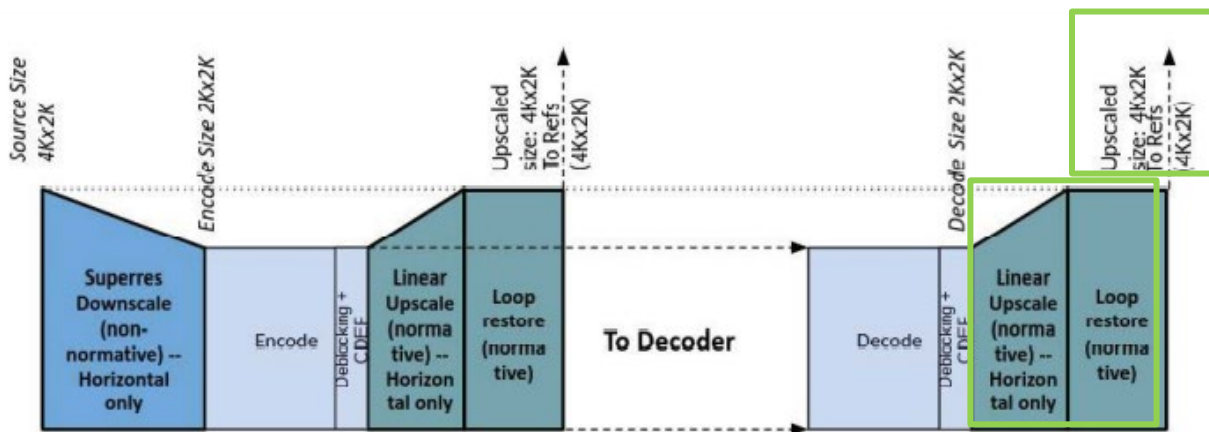 Source Size
4Kx2K
Encode Size 2Kx2K
Upscaled
size: 4Kx2K
To Refs
(4Kx2K)
Decode Size 2Kx2K
Upscaled
size: 4Kx2K
To Refs
(4Kx2K)
Superres
Downscale
(non-
normative) --
Horizontal
only
Encode
Deblocking +
CDEF
Linear
Upscale
(norma
tive) --
Horizon
tal only
Loop
restore
(norma
tive)
To Decoder
Decode
Deblocking +
CDEF
Linear
Upscale
(norma
tive) --
Horizon
tal only
Loop
restore
(norma
tive)